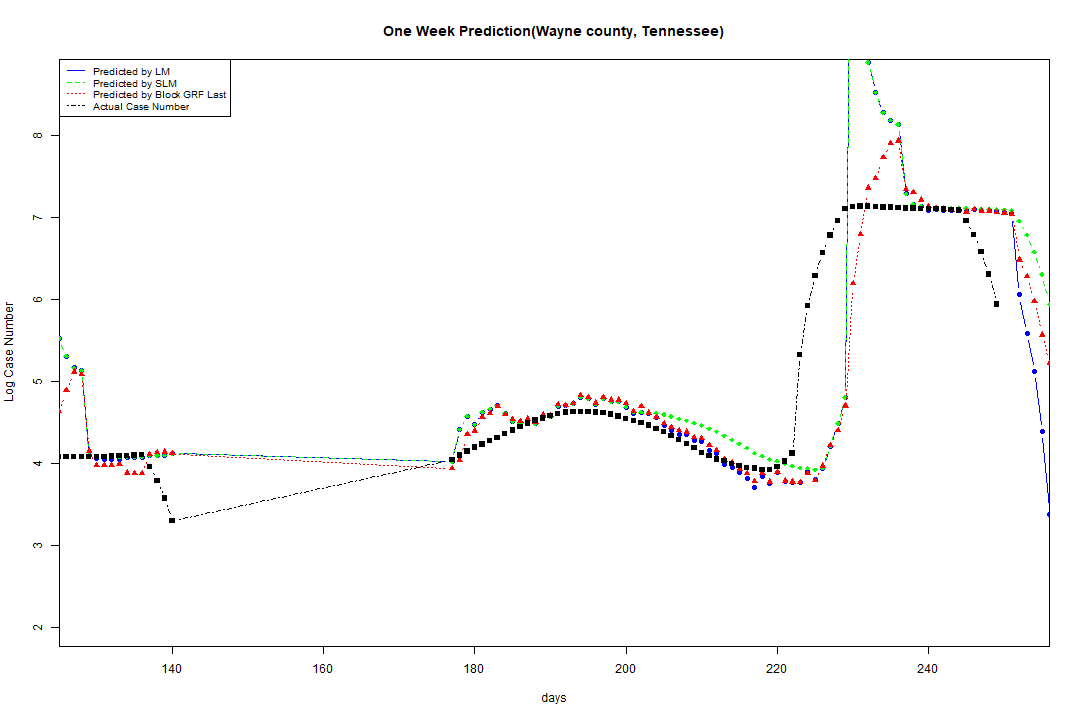 One Week Prediction(Wayne county, Tennessee)
Predicted by LM
Predicted by SLM
Predicted by Block GRF Last
Actual Case Number
8
7
6
5
4
3
2
Log Case Number
140 160 180 200 220 240
days